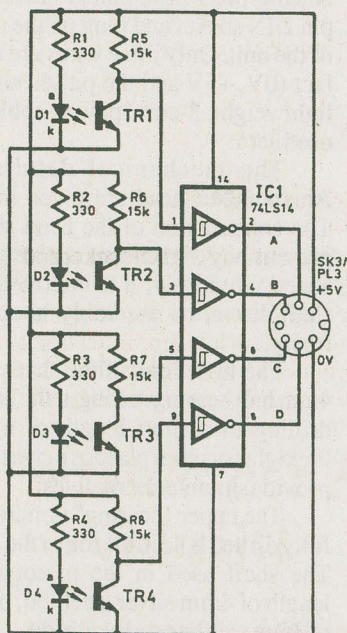 R1
330
R5
15k
D1
k
TR1
R2
330
R6
15k
D2
TR2
R3
330
R7
15k
D3
TR3
R4
330
R8
15k
a
D4
k
TR4
14
IC1
74LS14
1
2
A
3
4
B
5
6
C
9
8
D
7
SK3/
PL3
+5V
0V